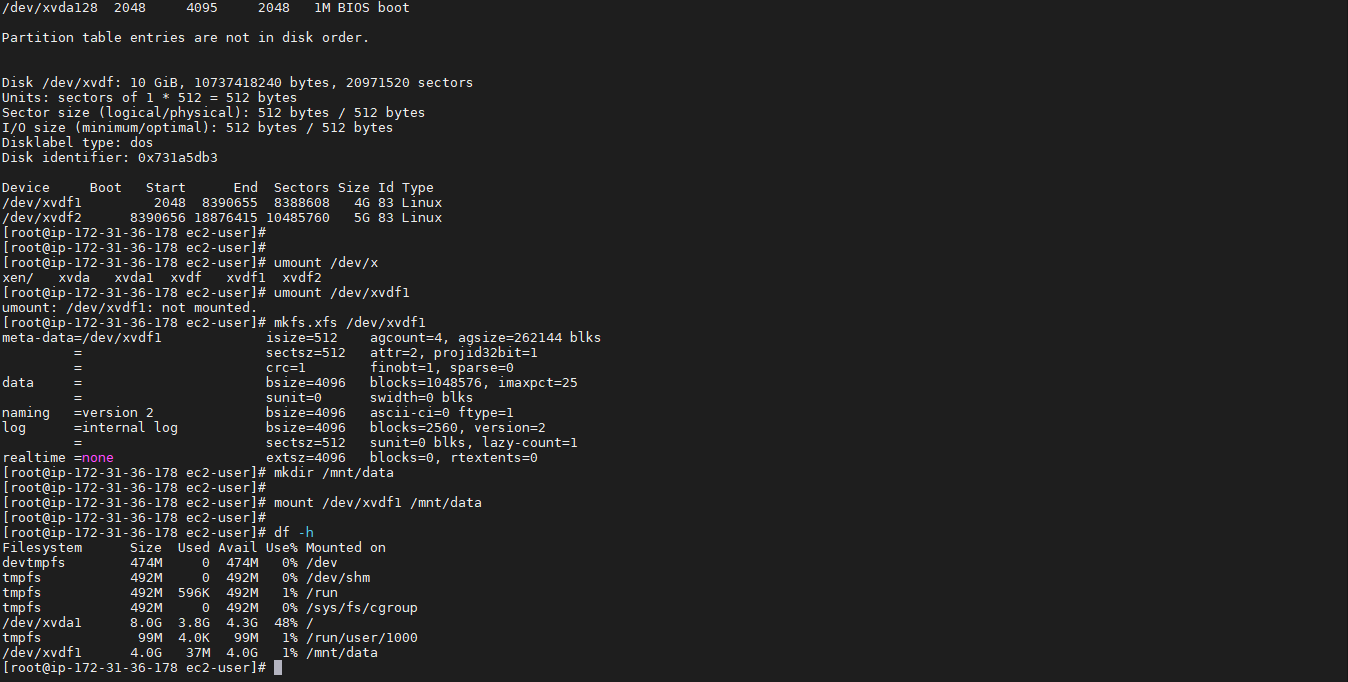 /dev/xvda128  2048     4095     2048   1M BIOS boot
Partition table entries are not in disk order.
Disk /dev/xvdf: 10 GiB, 10737418240 bytes, 20971520 sectors
Units: sectors of 1 * 512 = 512 bytes
Sector size (logical/physical): 512 bytes / 512 bytes
I/O size (minimum/optimal): 512 bytes / 512 bytes
Disklabel type: dos
Disk identifier: 0x731a5db3
Device     Boot   Start      End  Sectors Size Id Type
/dev/xvdf1         2048  8390655  8388608   4G 83 Linux
/dev/xvdf2      8390656 18876415 10485760   5G 83 Linux
[root@ip-172-31-36-178 ec2-user]#
[root@ip-172-31-36-178 ec2-user]#
[root@ip-172-31-36-178 ec2-user]# umount /dev/x
xen/   xvda   xvda1  xvdf   xvdf1  xvdf2
[root@ip-172-31-36-178 ec2-user]# umount /dev/xvdf1
umount: /dev/xvdf1: not mounted.
[root@ip-172-31-36-178 ec2-user]# mkfs.xfs /dev/xvdf1
meta-data=/dev/xvdf1             isize=512    agcount=4, agsize=262144 blks
         =                       sectsz=512   attr=2, projid32bit=1
         =                       crc=1        finobt=1, sparse=0
data     =                       bsize=4096   blocks=1048576, imaxpct=25
         =                       sunit=0      swidth=0 blks
naming   =version 2              bsize=4096   ascii-ci=0 ftype=1
log      =internal log           bsize=4096   blocks=2560, version=2
         =                       sectsz=512   sunit=0 blks, lazy-count=1
realtime =none                   extsz=4096   blocks=0, rtextents=0
[root@ip-172-31-36-178 ec2-user]# mkdir /mnt/data
[root@ip-172-31-36-178 ec2-user]#
[root@ip-172-31-36-178 ec2-user]# mount /dev/xvdf1 /mnt/data
[root@ip-172-31-36-178 ec2-user]#
[root@ip-172-31-36-178 ec2-user]# df -h
Filesystem      Size  Used Avail Use% Mounted on
devtmpfs        474M     0  474M   0% /dev
tmpfs           492M     0  492M   0% /dev/shm
tmpfs           492M  596K  492M   1% /run
tmpfs           492M     0  492M   0% /sys/fs/cgroup
/dev/xvda1      8.0G  3.8G  4.3G  48% /
tmpfs            99M  4.0K   99M   1% /run/user/1000
/dev/xvdf1      4.0G   37M  4.0G   1% /mnt/data
[root@ip-172-31-36-178 ec2-user]#